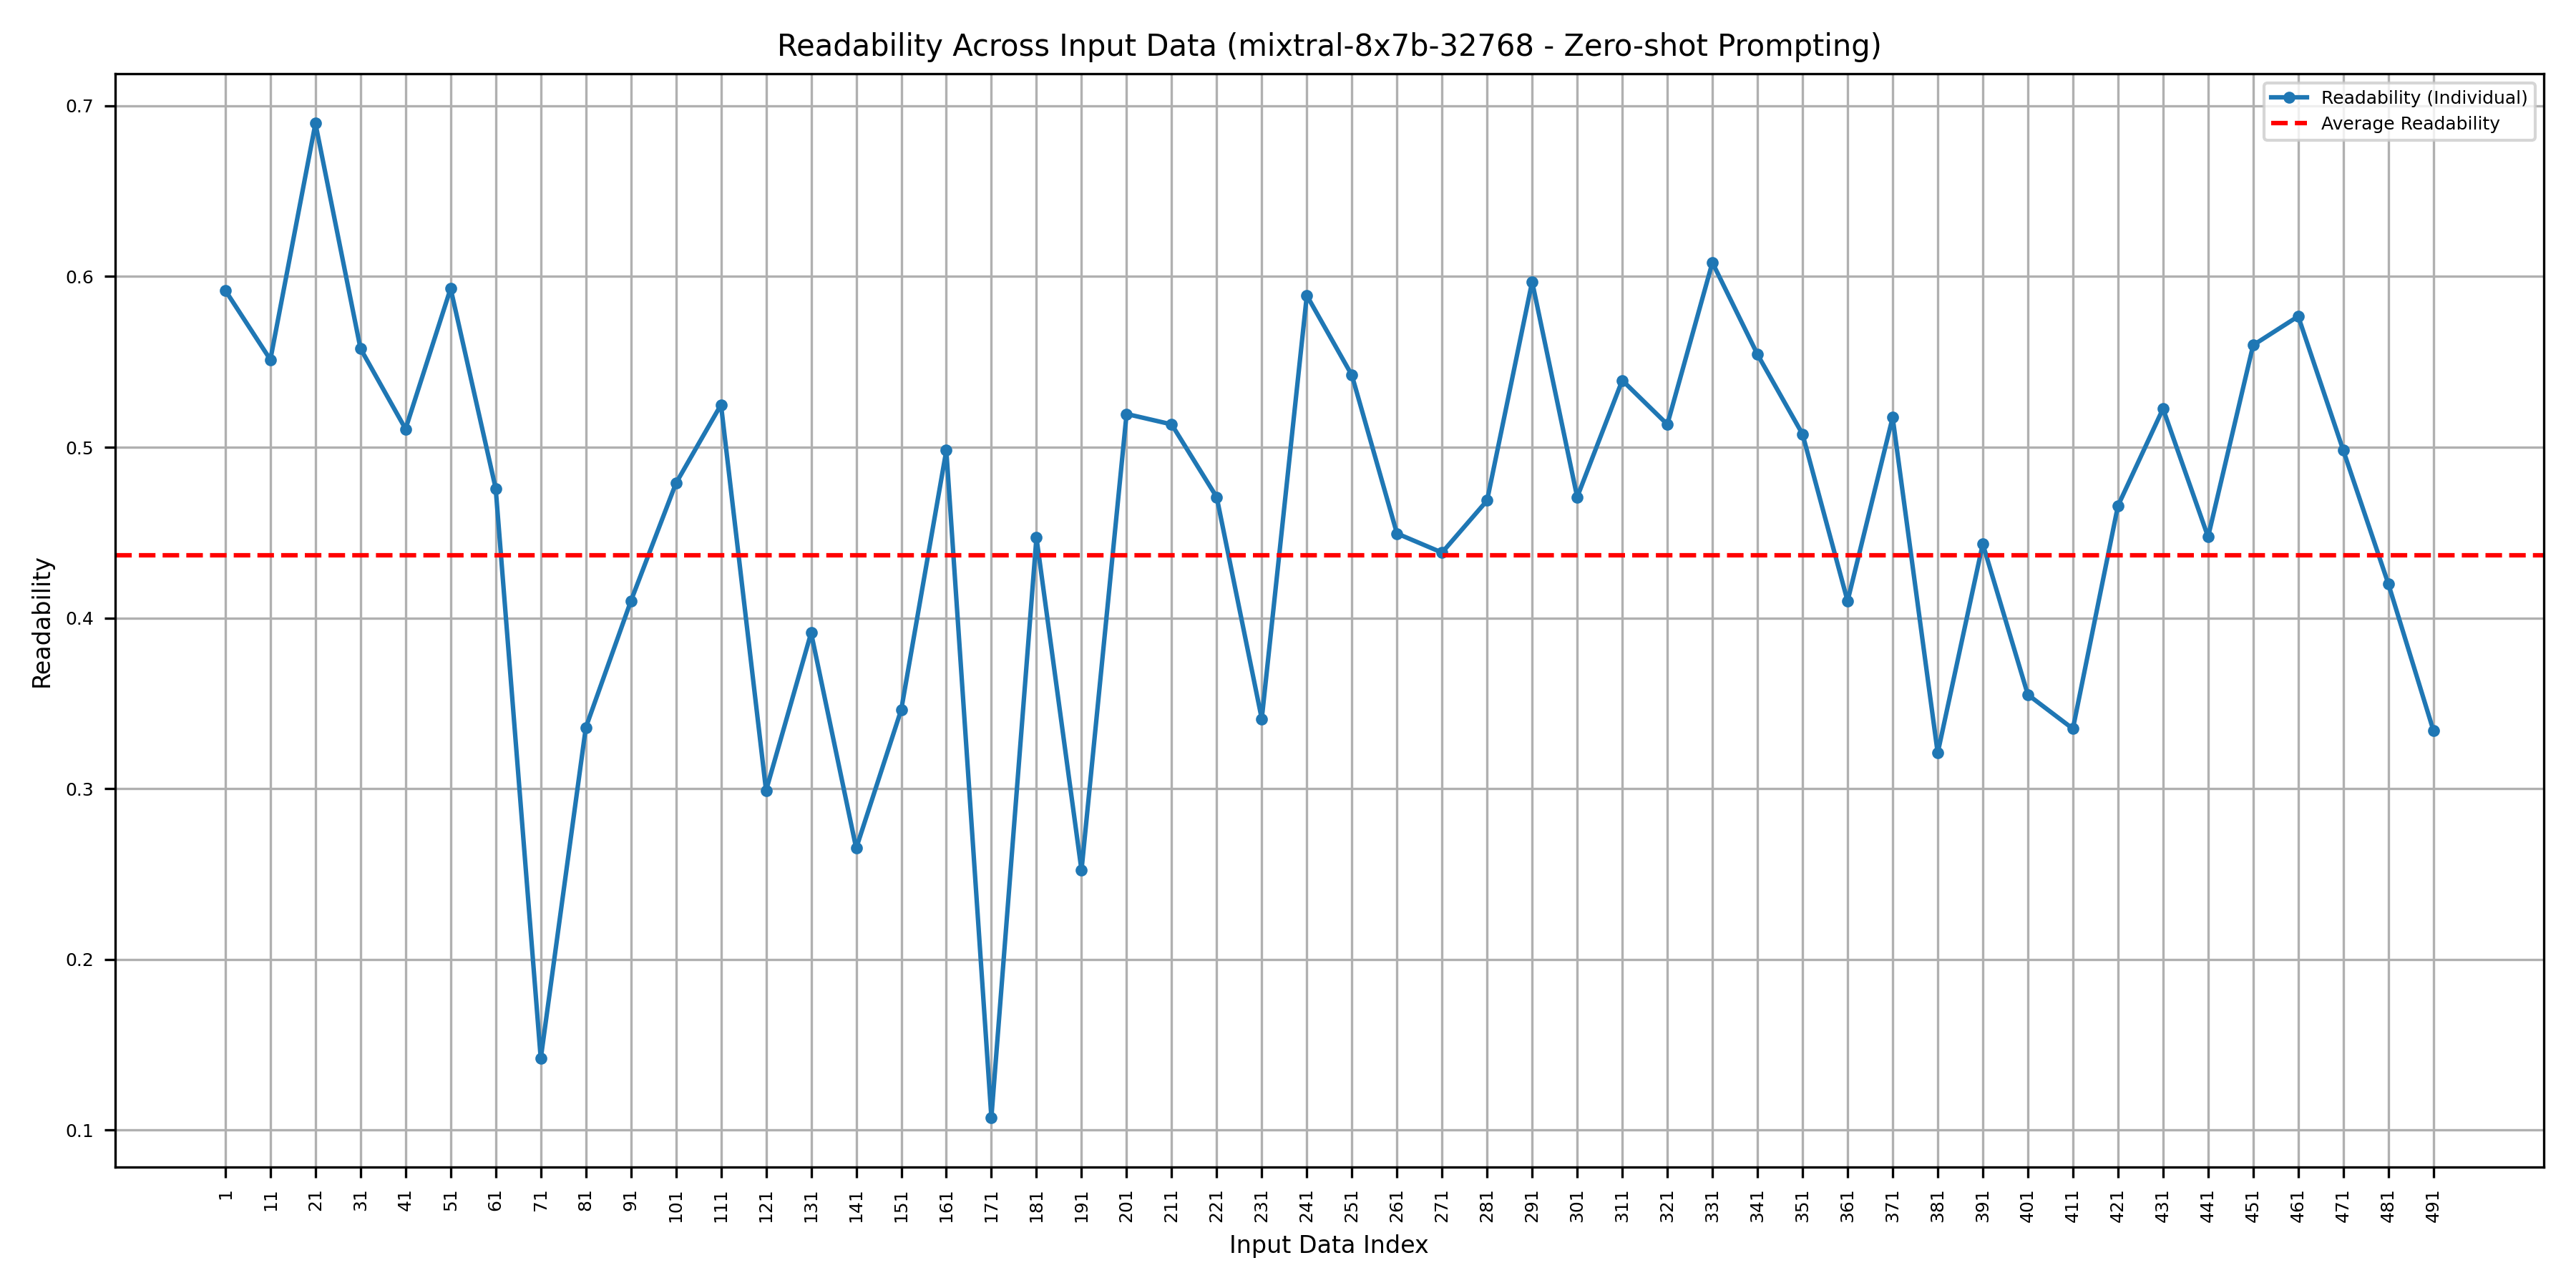 Readability Across Input Data (mixtral-8x7b-32768 - Zero-shot Prompting)
Readability (Individual)
Average Readability
Readability
0.7
0.6
0.5
0.4
0.3
0.2
0.1
1 11 21 31 41 51 61 71 81 91 101 111 121 131 141 151 161 171 181 191 201 211 221 231 241 251 261 271 281 291 301 311 321 331 341 351 361 371 381 391 401 411 421 431 441 451 461 471 481 491
Input Data Index